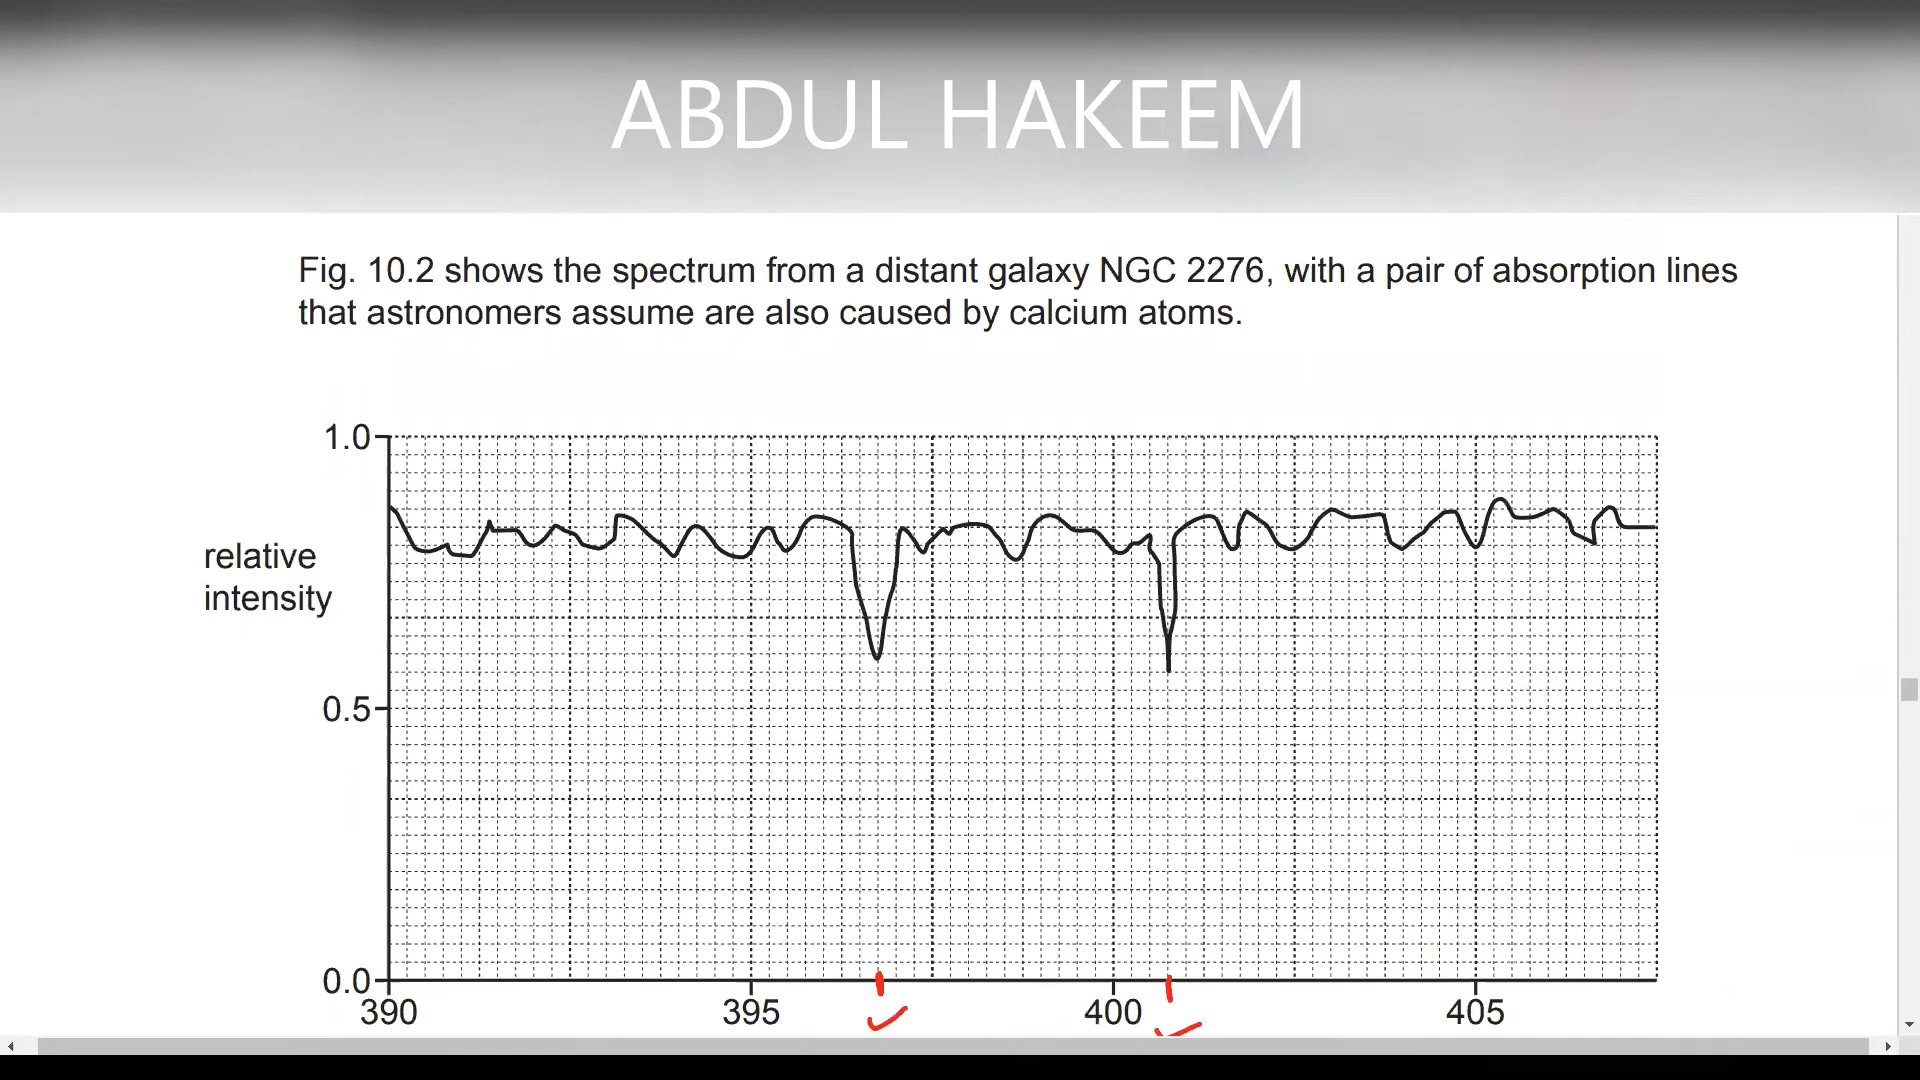 ABDUL HAKEEM
Fig. 10.2 shows the spectrum from a distant galaxy NGC 2276, with a pair of absorption lines
that astronomers assume are also caused by calcium atoms.
1.0
relative
intensity
0.5
0.0
390 395 400 405